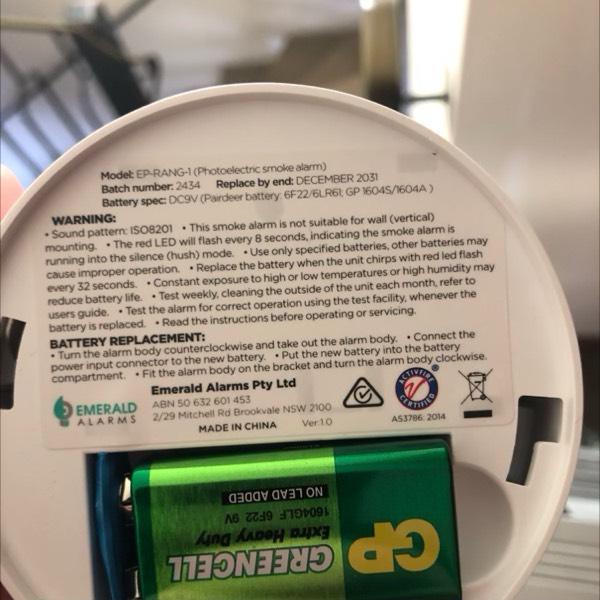 Model: EP-RANG-1 (Photoelectric smoke alarm)
Batch number: 2434 Replace by end: DECEMBER 2031
Battery spec: DC9V (Pairdeer battery: 6F22/6LR61; GP 1604S/1604A )
WARNING:
• Sound pattern: ISO8201 • This smoke alarm is not suitable for wall (vertical)
mounting. • The red LED will flash every 8 seconds, indicating the smoke alarm is
running into the silence (hush) mode. • Use only specified batteries, other batteries may
cause improper operation. • Replace the battery when the unit chirps with red led flash
every 32 seconds. • Constant exposure to high or low temperatures or high humidity may
reduce battery life. • Test weekly, cleaning the outside of the unit each month, refer to
users guide. • Test the alarm for correct operation using the test facility, whenever the
battery is replaced. • Read the instructions before operating or servicing.
BATTERY REPLACEMENT:
• Turn the alarm body counterclockwise and take out the alarm body. • Connect the
power input connector to the new battery. • Put the new battery into the battery
compartment. • Fit the alarm body on the bracket and turn the alarm body clockwise.
EMERALD
ALARMS
Emerald Alarms Pty Ltd
ABN 50 632 601 453
2/29 Mitchell Rd Brookvale NSW 2100
MADE IN CHINA Ver:1.0
ACTIVFIRE
CERTIFIED
®
AS3786: 2014
GP
GREENCELL
Extra Heavy Duty
1604GLF 6F22 9V
NO LEAD ADDED